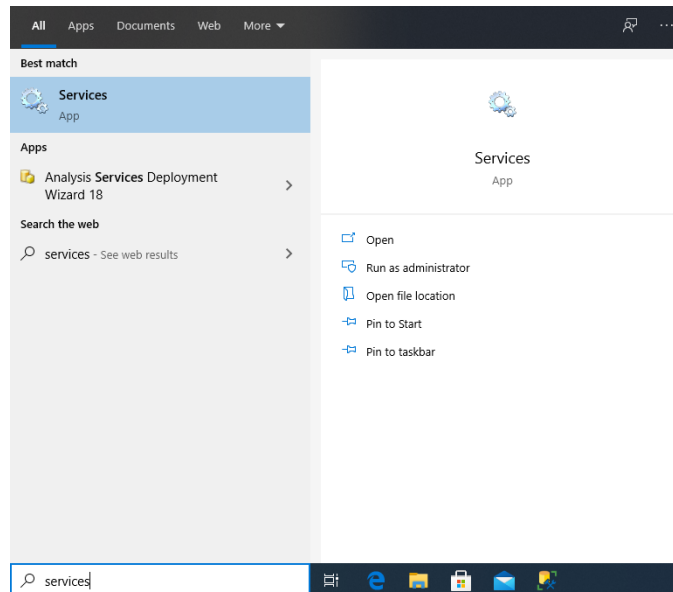 All Apps Documents Web More
Best match
Services
App
Apps
Analysis Services Deployment
Wizard 18
Search the web
services - See web results
Services
App
Open
Run as administrator
Open file location
Pin to Start
Pin to taskbar
services